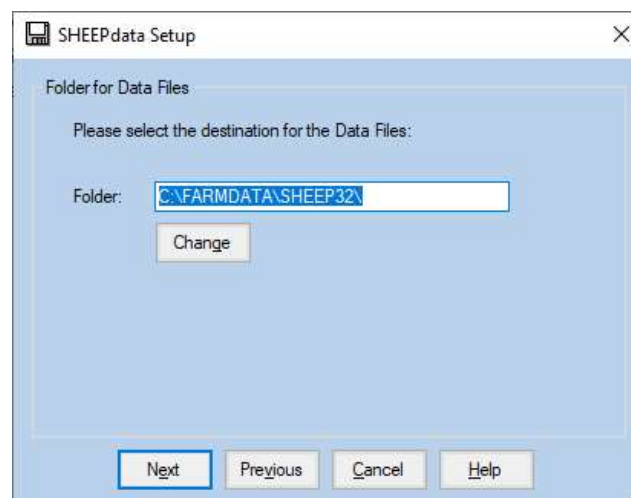 SHEEPdata Setup
Folder for Data Files
Please select the destination for the Data Files:
Folder: C:\FARMDATA\SHEEP32\
Change
Next Previous Cancel Help